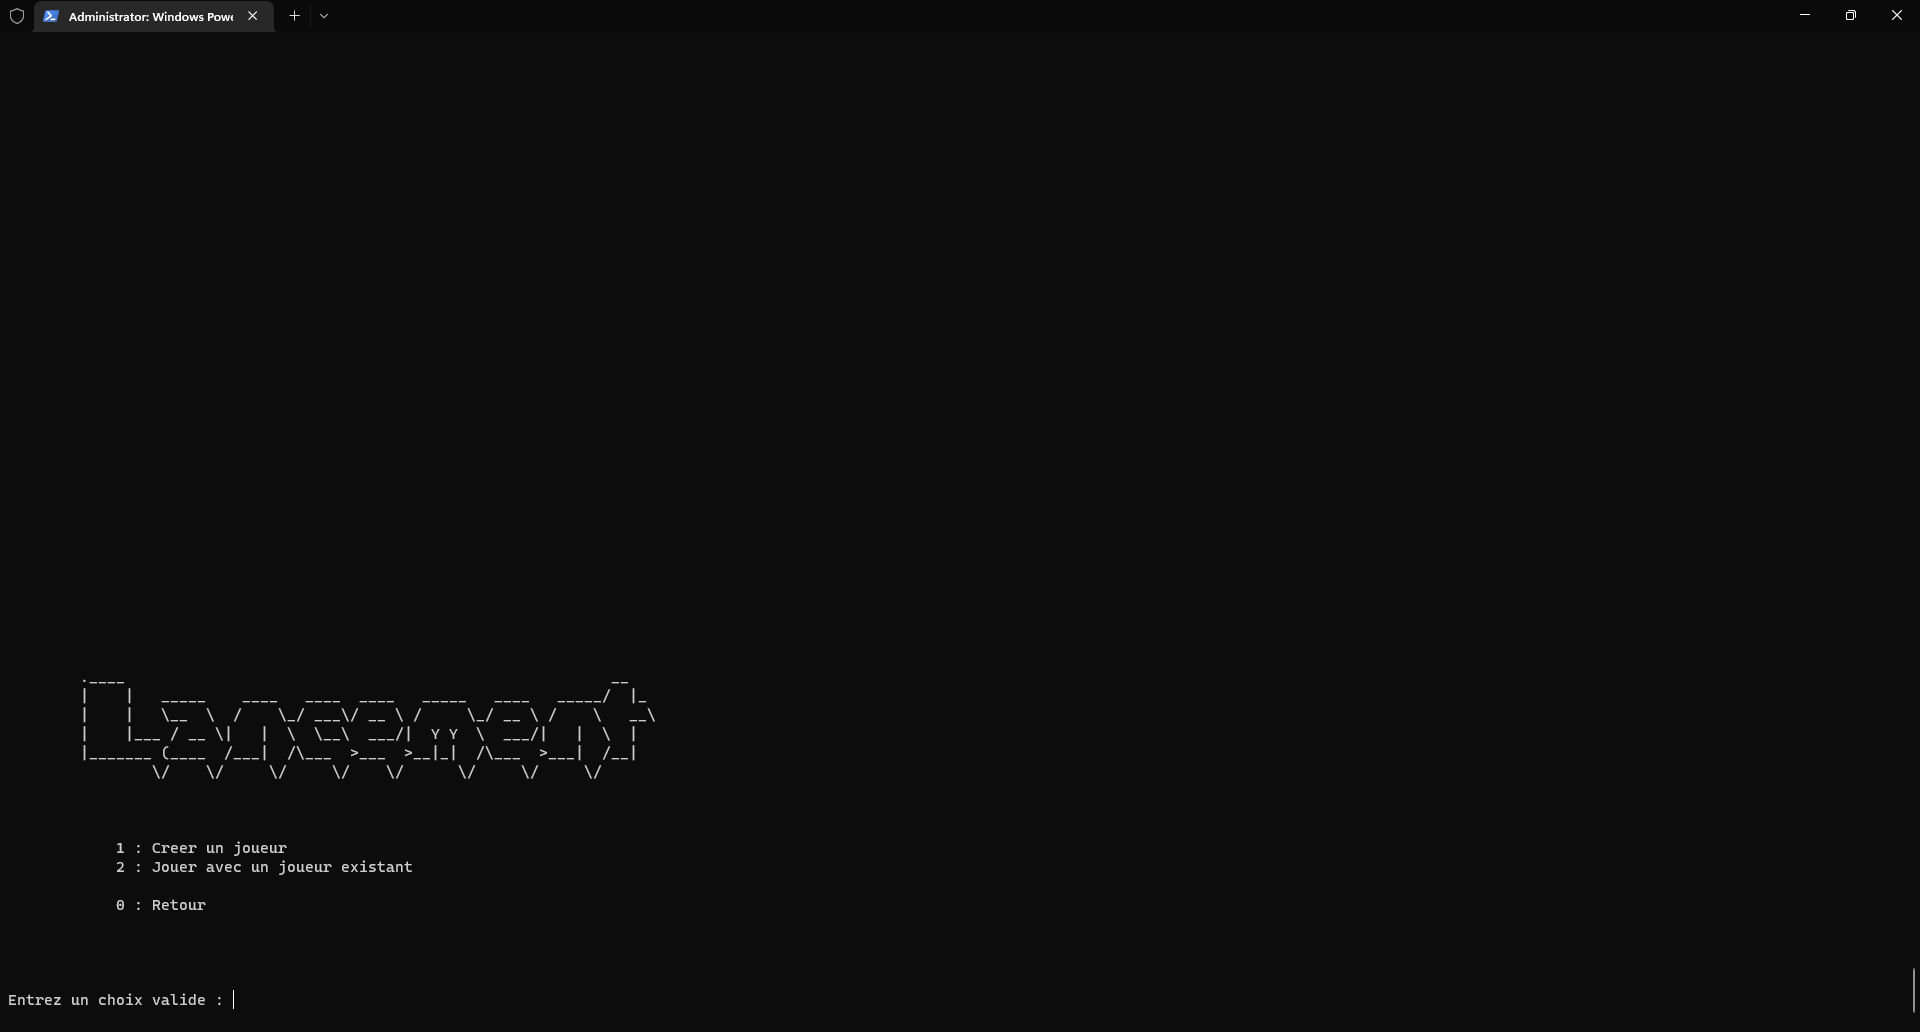 Administrator: Windows Powe
Lancement
1 : Creer un joueur
2 : Jouer avec un joueur existant
0 : Retour
Entrez un choix valide :